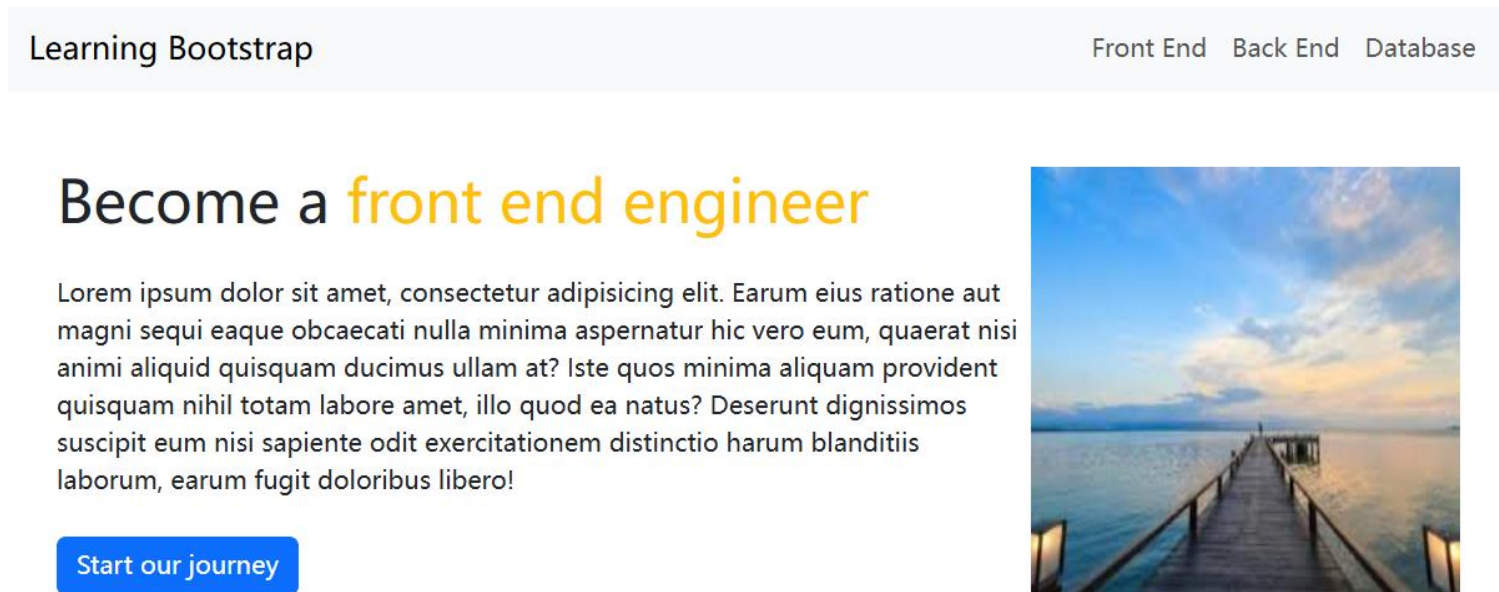 Learning Bootstrap
Front End Back End Database
Become a front end engineer
Lorem ipsum dolor sit amet, consectetur adipisicing elit. Earum eius ratione aut
magni sequi eaque obcaecati nulla minima aspernatur hic vero eum, quaerat nisi
animi aliquid quisquam ducimus ullam at? Iste quos minima aliquam provident
quisquam nihil totam labore amet, illo quod ea natus? Deserunt dignissimos
suscipit eum nisi sapiente odit exercitationem distinctio harum blanditiis
laborum, earum fugit doloribus libero!
Start our journey